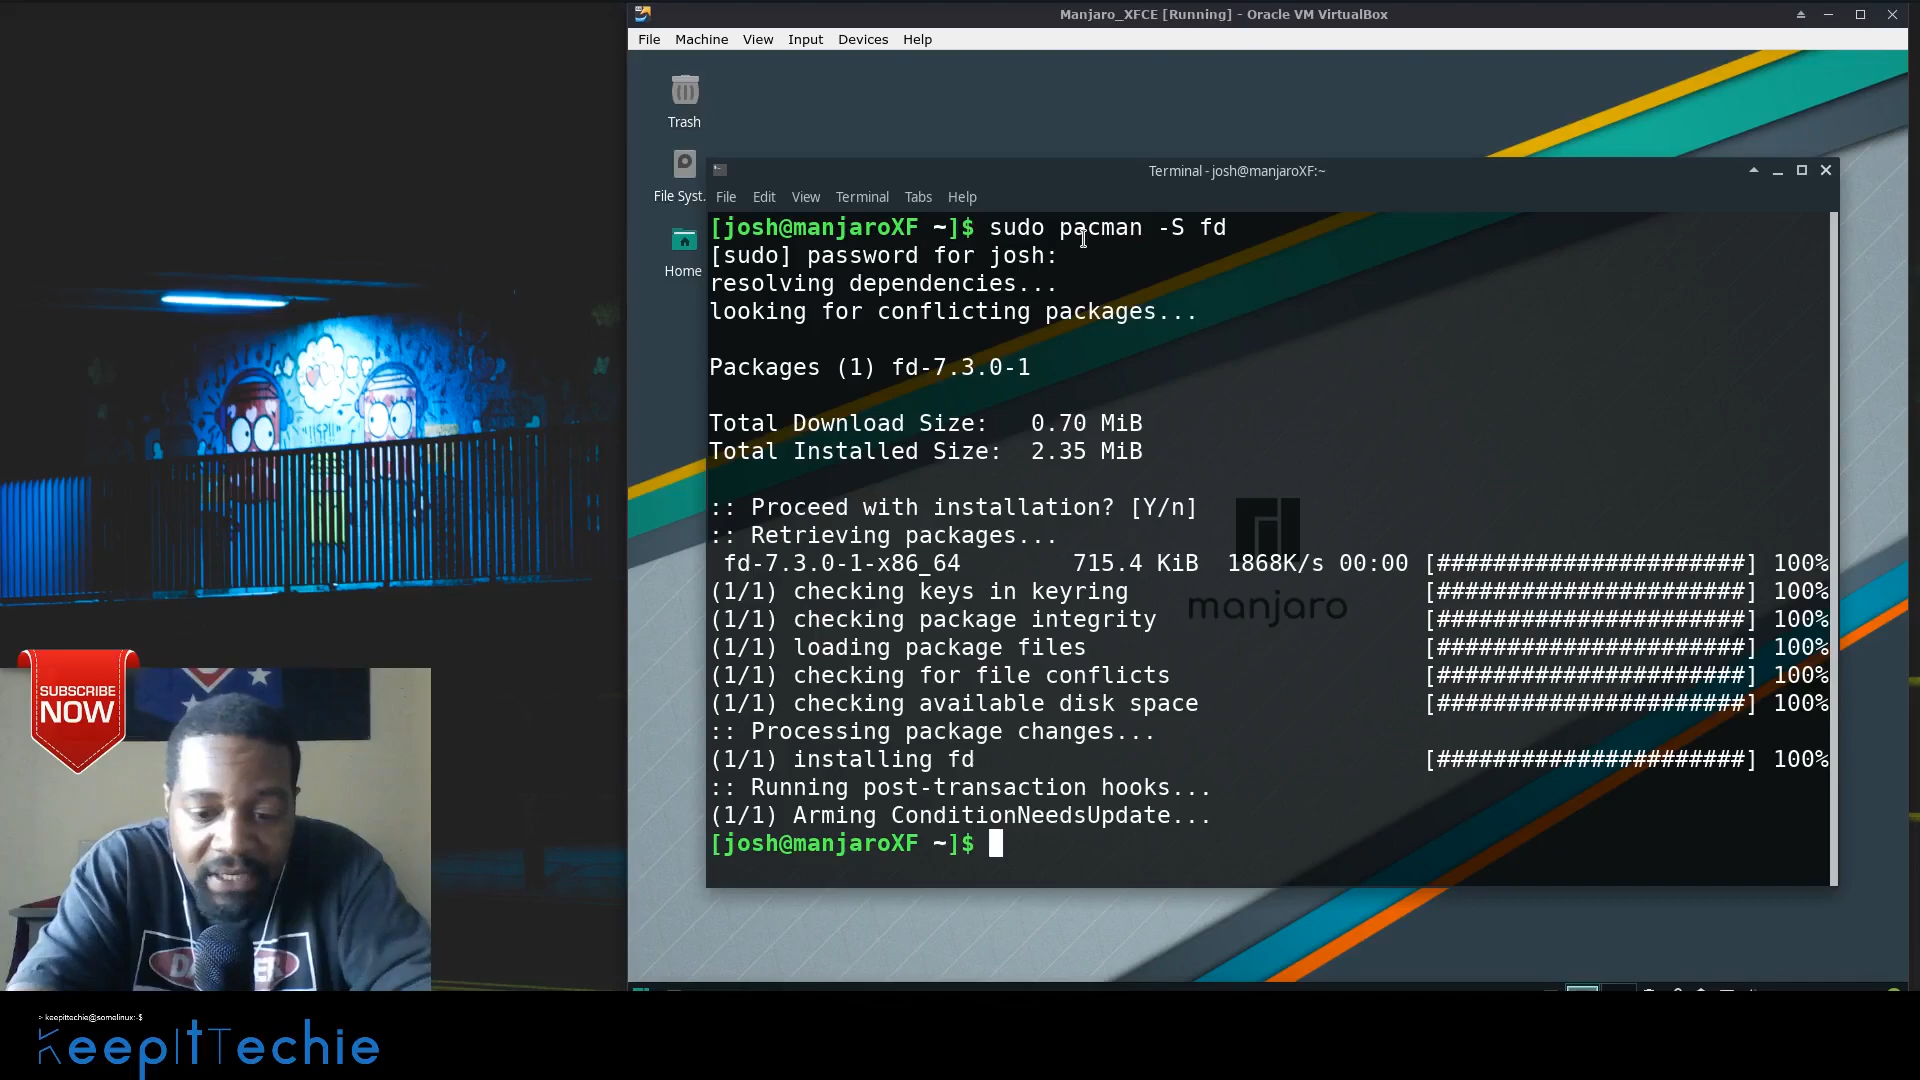 Manjaro_XFCE [Running] - Oracle VM VirtualBox
File Machine View Input Devices Help
Trash
File Syst.
Home
Terminal - josh@manjaroXF:~
File Edit View Terminal Tabs Help
[josh@manjaroXF ~]$ sudo pacman -S fd
[sudo] password for josh:
resolving dependencies...
looking for conflicting packages...
Packages (1) fd-7.3.0-1
Total Download Size:   0.70 MiB
Total Installed Size:  2.35 MiB
:: Proceed with installation? [Y/n]
:: Retrieving packages...
fd-7.3.0-1-x86_64 715.4 KiB 1868K/s 00:00 [######################] 100%
(1/1) checking keys in keyring [######################] 100%
(1/1) checking package integrity [######################] 100%
(1/1) loading package files [######################] 100%
(1/1) checking for file conflicts [######################] 100%
(1/1) checking available disk space [######################] 100%
:: Processing package changes...
(1/1) installing fd [######################] 100%
:: Running post-transaction hooks...
(1/1) Arming ConditionNeedsUpdate...
[josh@manjaroXF ~]$
manjaro
SUBSCRIBE
NOW
> keepittechie@somelinux:-$
KeepItTechie